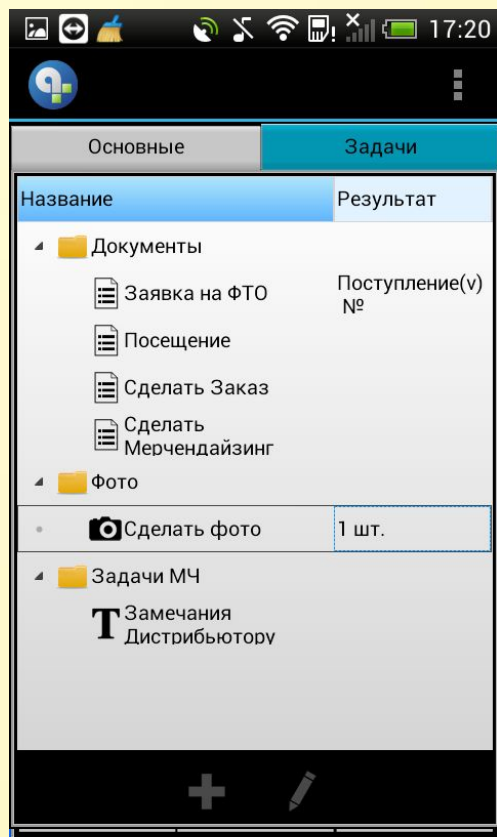 17:20
Основные Задачи
Название Результат
Документы
Заявка на ФТО Поступление(v)
№
Посещение
Сделать Заказ
Сделать
Мерчендайзинг
Фото
Сделать фото 1 шт.
Задачи МЧ
Замечания
Дистрибьютору